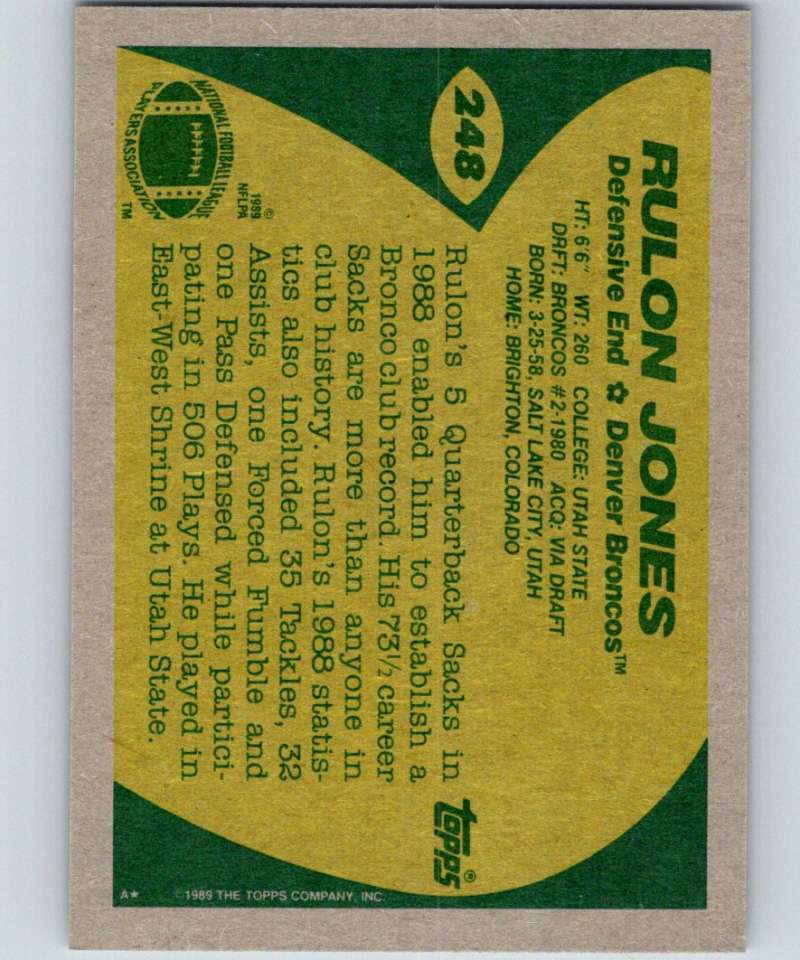 248
RULON JONES
Defensive End ✿ Denver Broncos™
HT: 6'6" WT: 260 COLLEGE: UTAH STATE
DRFT: BRONCOS #2-1980 ACQ: VIA DRAFT
BORN: 3-25-58, SALT LAKE CITY, UTAH
HOME: BRIGHTON, COLORADO
Rulon's 5 Quarterback Sacks in
1988 enabled him to establish a
Bronco club record. His 73½ career
Sacks are more than anyone in
club history. Rulon's 1988 statis-
tics also included 35 Tackles, 32
Assists, one Forced Fumble and
one Pass Defensed while partici-
pating in 506 Plays. He played in
East-West Shrine at Utah State.
©
1989
NFLPA
NATIONAL FOOTBALL LEAGUE
PLAYERS ASSOCIATION
TM
topps®
A★ ©1989 THE TOPPS COMPANY, INC.